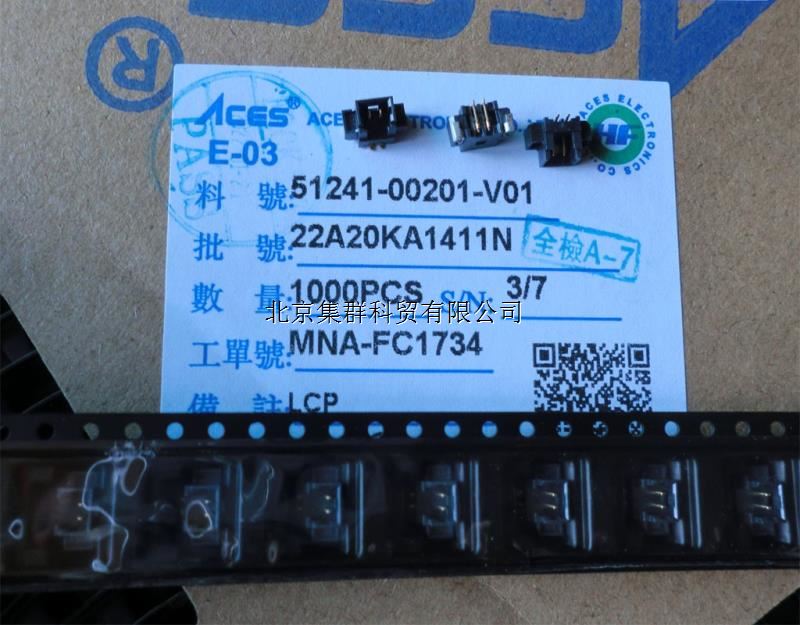 ACES®
E-03
料 號: 51241-00201-V01
批 號: 22A20KA1411N
全檢A-7
數 量: 1000PCS S/N: 3/7
北京集群科贸有限公司
工單號: MNA-FC1734
備 註: LCP
PASS
ACES ELECTRONICS CO.
HF
®